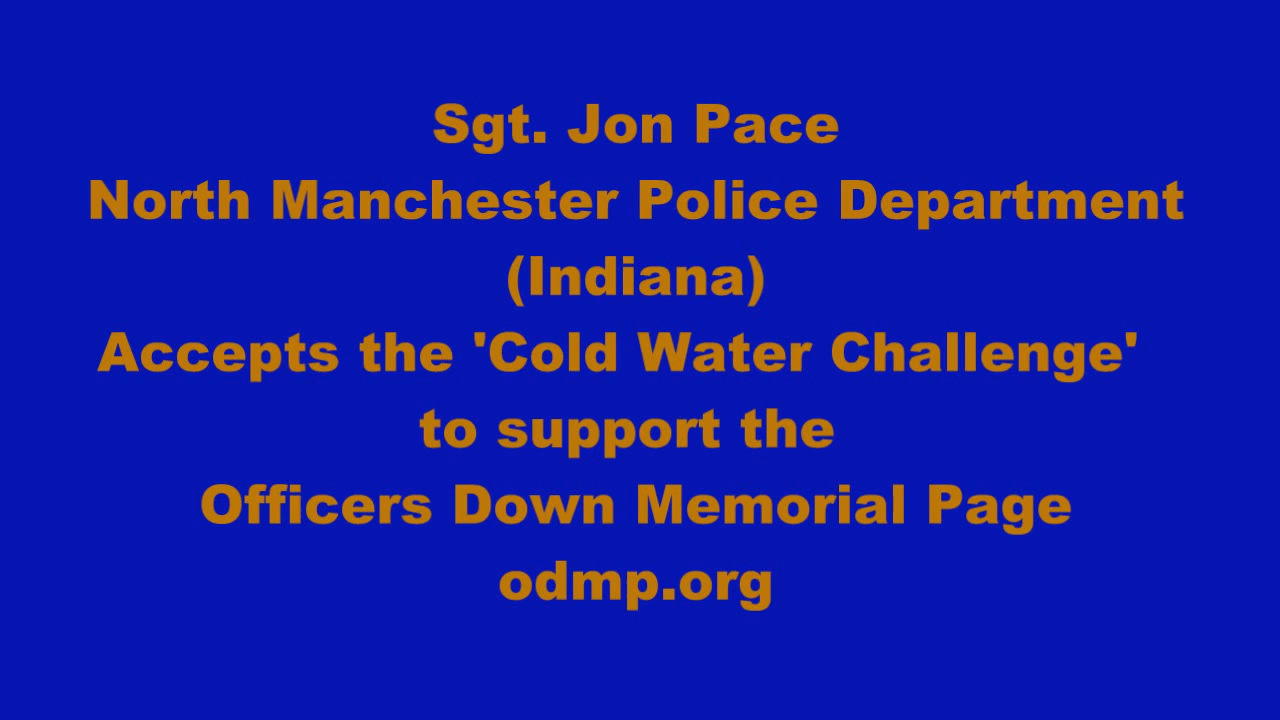 Sgt. Jon Pace
North Manchester Police Department
(Indiana)
Accepts the 'Cold Water Challenge'
to support the
Officers Down Memorial Page
odmp.org